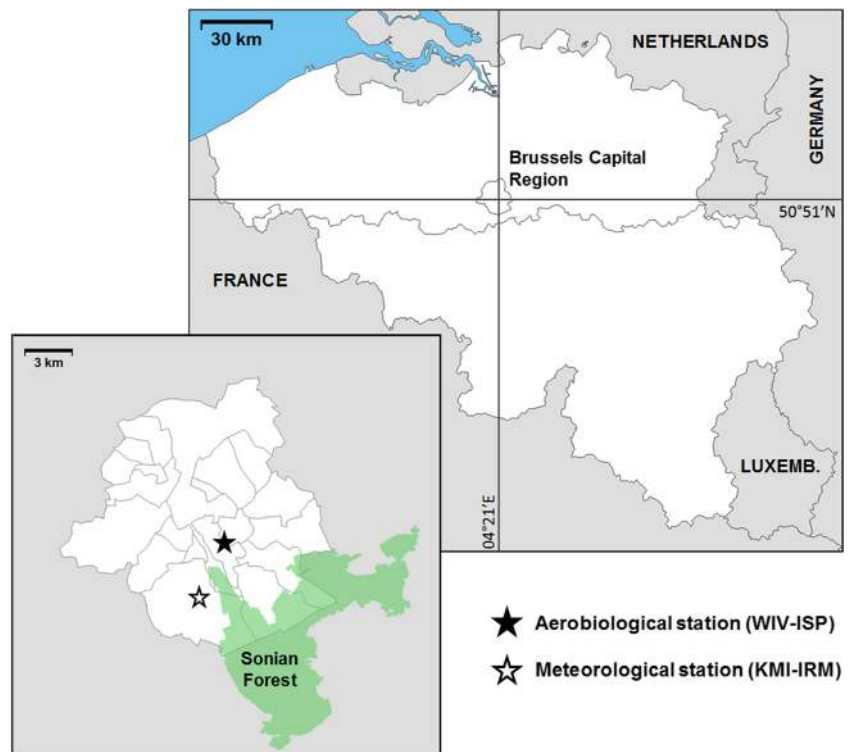 30 km
NETHERLANDS
GERMANY
Brussels Capital
Region
50°51'N
FRANCE
3 km
LUXEMB.
04°21'E
Sonian
Forest
Aerobiological station (WIV-ISP)
Meteorological station (KMI-IRM)